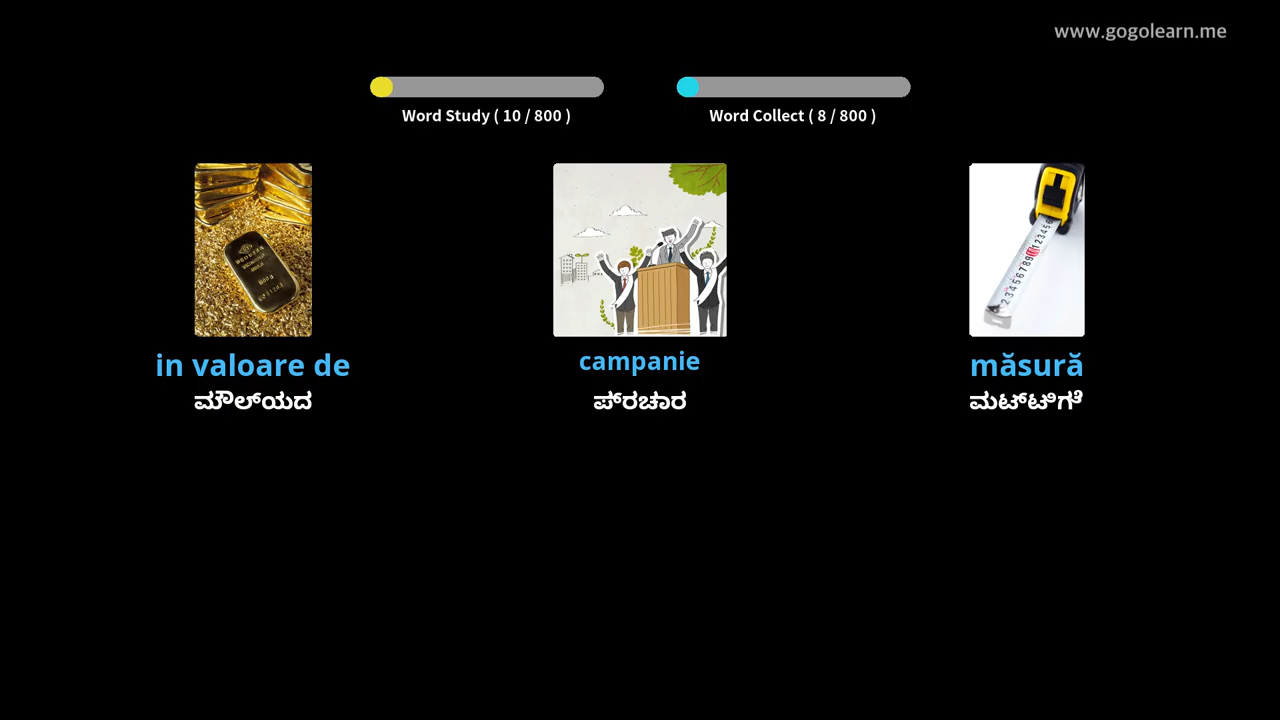 www.gogolearn.me
Word Study ( 10 / 800 )
Word Collect ( 8 / 800 )
in valoare de
campanie
măsură
ಮೌಲ್ಯದ
ಪ್ರಚಾರ
ಮಟ್ಟಿಗೆ